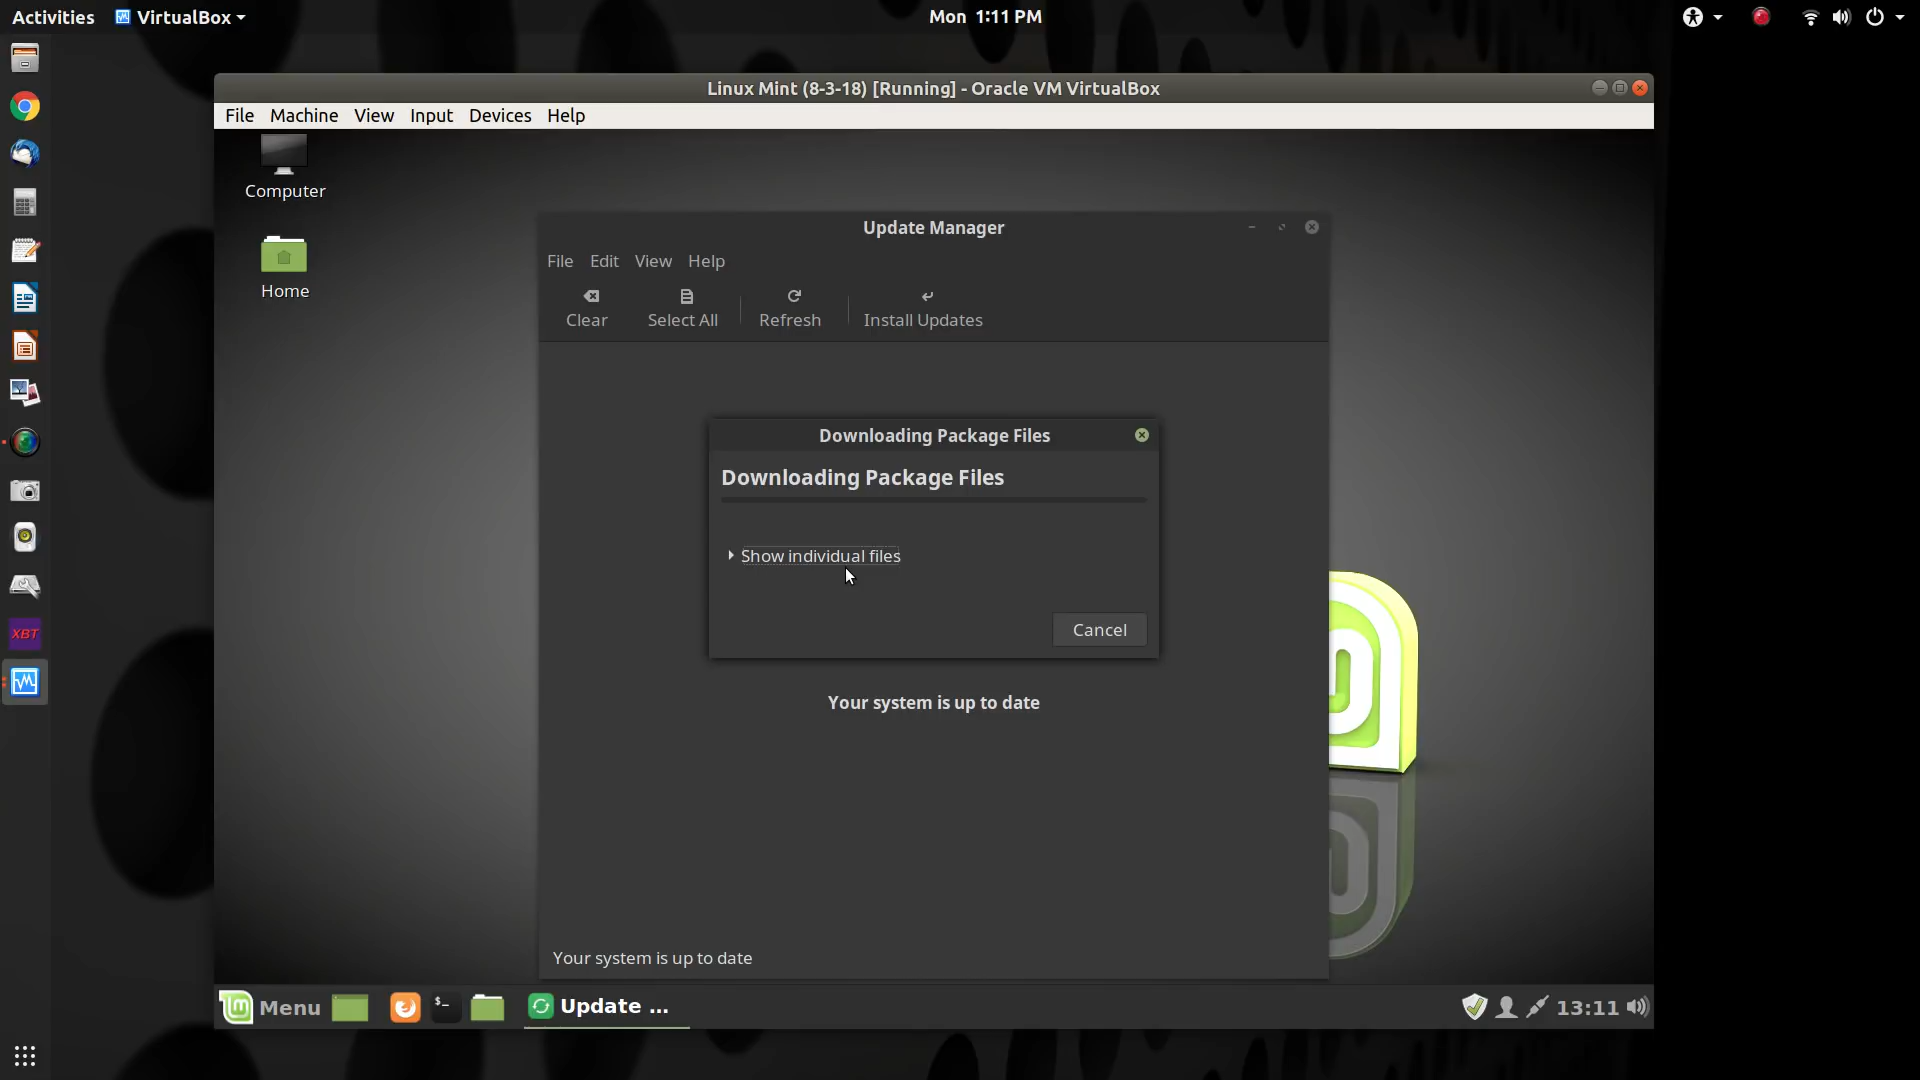 Activities
VirtualBox
Mon 1:11 PM
Linux Mint (8-3-18) [Running] - Oracle VM VirtualBox
File Machine View Input Devices Help
Computer
Home
Update Manager
File Edit View Help
Clear Select All Refresh Install Updates
Downloading Package Files
Downloading Package Files
Show individual files
Cancel
Your system is up to date
Your system is up to date
XBT
Menu
$_
Update ...
13:11